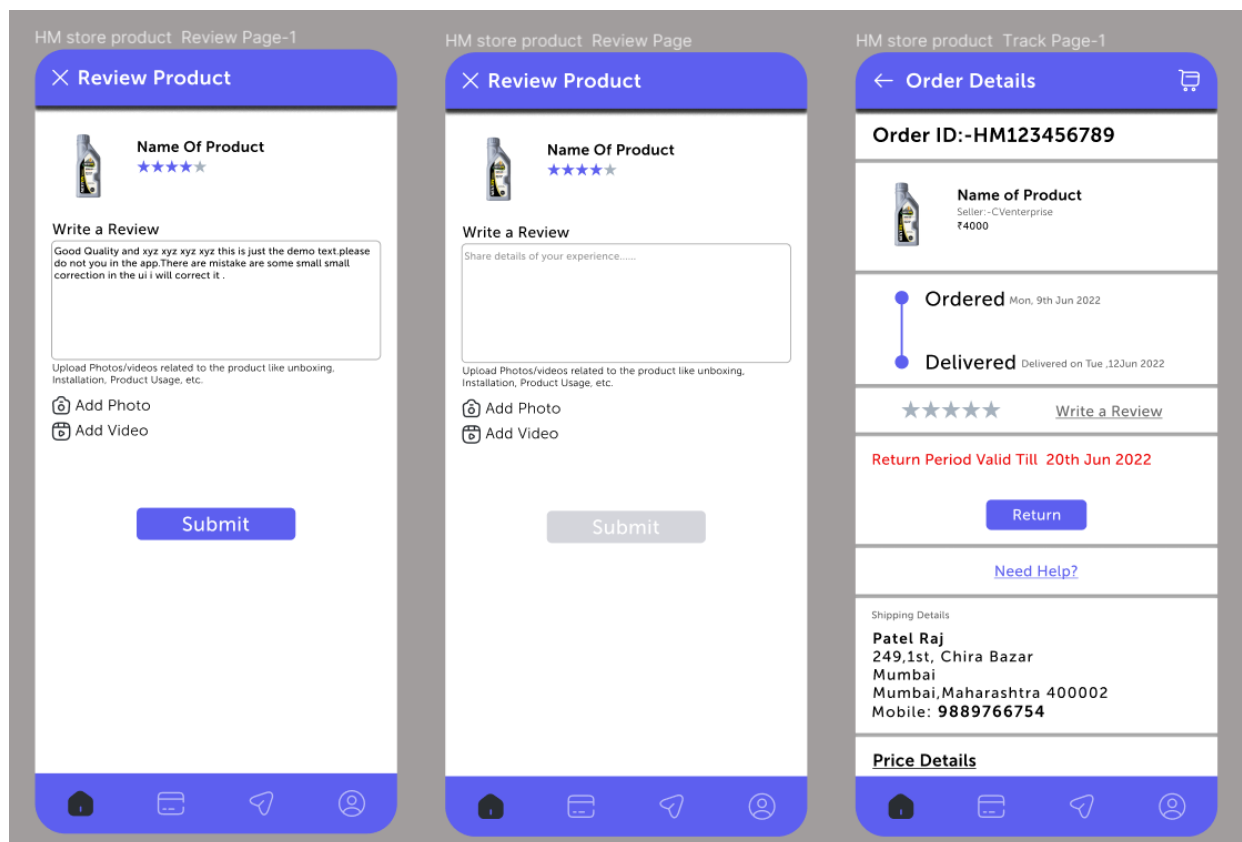 HM store product Review Page-1
Review Product
Name Of Product
Write a Review
Good Quality and xyz xyz xyz xyz this is just the demo text.please
do not you in the app.There are mistake are some small small
correction in the ui i will correct it .
Upload Photos/videos related to the product like unboxing,
Installation, Product Usage, etc.
Add Photo
Add Video
Submit
HM store product Review Page
Review Product
Name Of Product
Write a Review
Share details of your experience......
Upload Photos/videos related to the product like unboxing,
Installation, Product Usage, etc.
Add Photo
Add Video
Submit
HM store product Track Page-1
Order Details
Order ID:-HM123456789
Name of Product
Seller:-CVenterprise
₹4000
Ordered Mon, 9th Jun 2022
Delivered Delivered on Tue ,12Jun 2022
Write a Review
Return Period Valid Till 20th Jun 2022
Return
Need Help?
Shipping Details
Patel Raj
249,1st, Chira Bazar
Mumbai
Mumbai,Maharashtra 400002
Mobile: 9889766754
Price Details